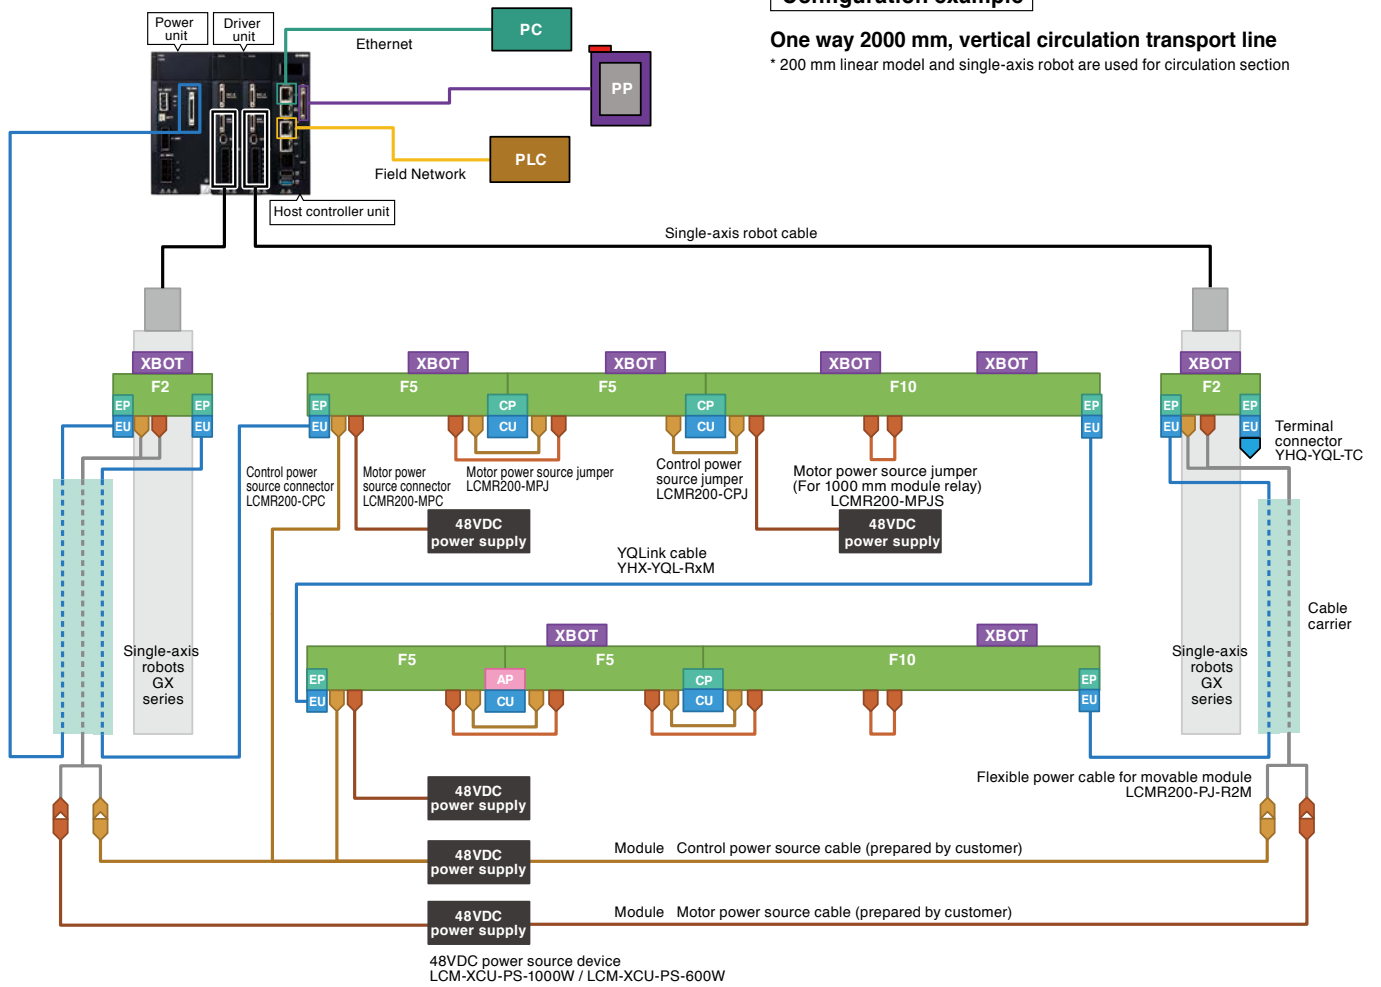 Configuration example
One way 2000 mm, vertical circulation transport line
* 200 mm linear model and single-axis robot are used for circulation section
Power
unit
Driver
unit
Ethernet
PC
PP
PLC
Field Network
Host controller unit
Single-axis robot cable
XBOT
F2
EP
EP
EU
EU
XBOT
XBOT
XBOT
XBOT
F5
F5
F10
EP
CP
CP
EP
EU
CU
CU
EU
XBOT
F2
EP
EP
EU
EU
Terminal
connector
YHQ-YQL-TC
Control power
source connector
LCMR200-CPC
Motor power
source connector
LCMR200-MPC
Motor power source jumper
LCMR200-MPJ
Control power
source jumper
LCMR200-CPJ
Motor power source jumper
(For 1000 mm module relay)
LCMR200-MPJS
48VDC
power supply
48VDC
power supply
YQLink cable
YHX-YQL-RxM
Cable
carrier
Single-axis
robots
GX
series
XBOT
XBOT
F5
F5
F10
EP
AP
CP
EP
EU
CU
CU
EU
Single-axis
robots
GX
series
Flexible power cable for movable module
LCMR200-PJ-R2M
48VDC
power supply
48VDC
power supply
Module Control power source cable (prepared by customer)
48VDC
power supply
Module Motor power source cable (prepared by customer)
48VDC power source device
LCM-XCU-PS-1000W / LCM-XCU-PS-600W